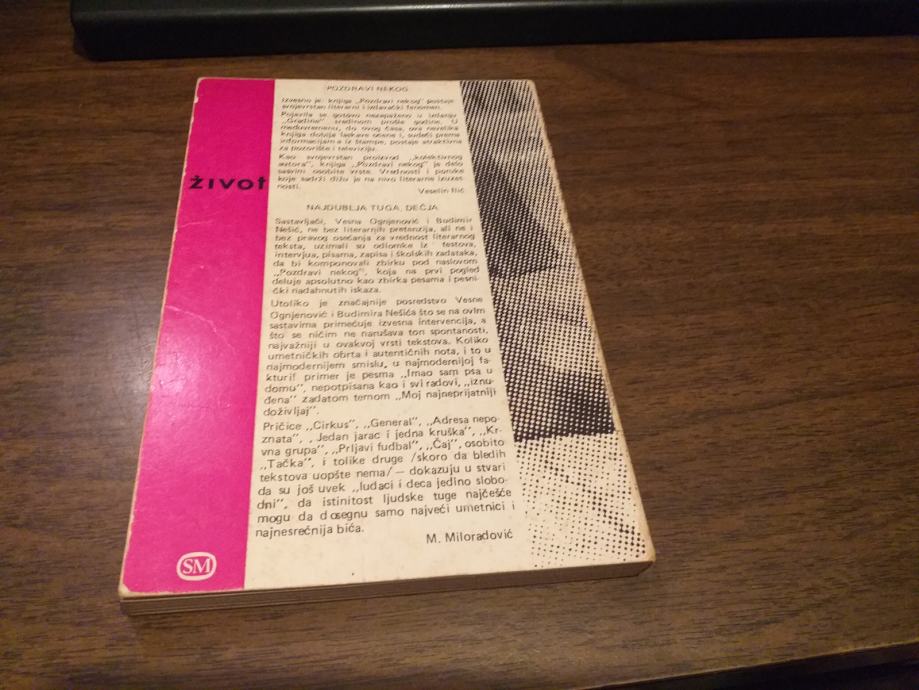 POZDRAVI NEKOG
Izvesno je: knjiga „Pozdravi nekog" postaje
svojevrstan literarni i izdavački fenomen.
Pojavila se gotovo nezapaženo u izdanju
„Gradine" sredinom prošle godine. U
međuvremenu, do ovog časa, ova nevelika
knjiga dobija laskave ocene i, sudeći prema
informacijama iz štampe, postaje atraktivna
za pozorište i televiziju.
Kao svojevrstan proizvod „kolektivnog
autora", knjiga „Pozdravi nekog" je delo
sasvim osobite vrste. Vrednosti i poruke
koje sadrži dižu je na nivo literarne izuzet-
nosti.
Veselin Ilić
život
NAJDUBLJA TUGA, DEČJA
Sastavljači, Vesna Ognjenović i Budimir
Nešić, ne bez literarnih pretenzija, ali ne i
bez pravog osećanja za vrednost literarnog
teksta, uzimali su odlomke iz testova,
intervjua, pisama, zapisa i školskih zadataka,
da bi komponovali zbirku pod naslovom
„Pozdravi nekog", koja na prvi pogled
deluje apsolutno kao zbirka pesama i pesni-
čki nadahnutih iskaza.
Utoliko je značajnije posredstvo Vesne
Ognjenović i Budimira Nešića što se na ovim
sastavima primećuje izvesna intervencija, a
što se ničim ne narušava ton spontanosti,
najvažniji u ovakvoj vrsti tekstova. Koliko
umetničkih obrta i autentičnih nota, i to u
najmodernijem smislu, u najmodernijoj fa-
kturi! primer je pesma „Imao sam psa u
domu", nepotpisana kao i svi radovi, „iznu-
đena" zadatom temom „Moj najneprijatniji
doživljaj".
Pričice „Cirkus", „General", „Adresa nepo-
znata", „Jedan jarac i jedna kruška", „Kr-
vna grupa", „Prljavi fudbal", „Čaj", osobito
„Tačka", i tolike druge /skoro da bledih
tekstova uopšte nema/ — dokazuju u stvari
da su još uvek „ludaci i deca jedino slobo-
dni", da istinitost ljudske tuge najčešće
mogu da dosegnu samo najveći umetnici i
najnesrećnija bića.
M. Miloradović
SM